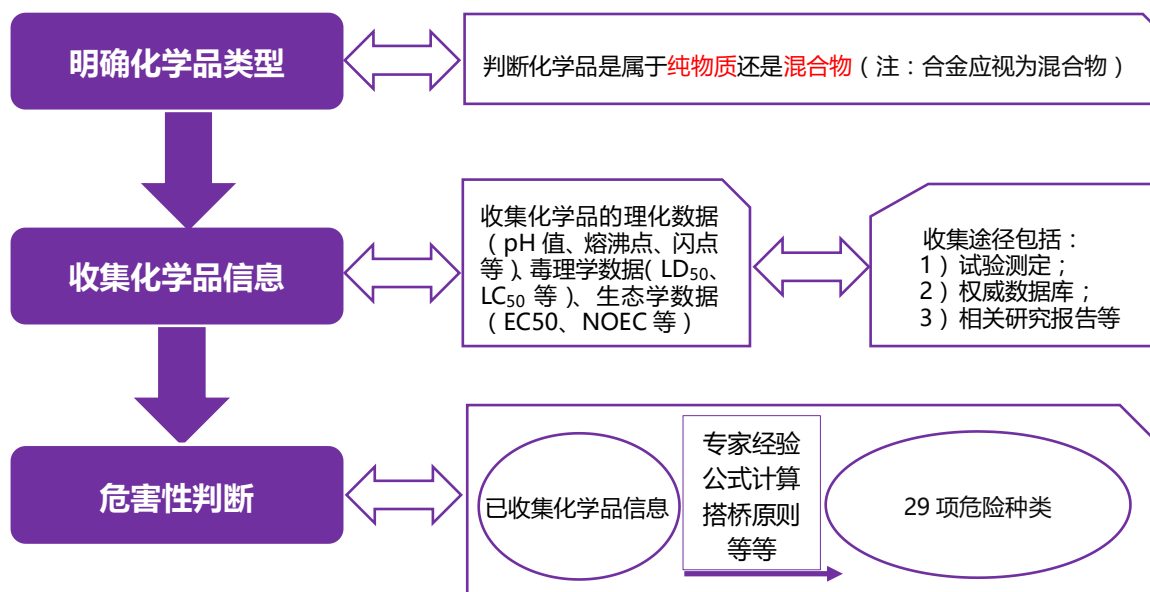 明确化学品类型
判断化学品是属于纯物质还是混合物（注：合金应视为混合物）
收集化学品信息
收集化学品的理化数据
（pH 值、熔沸点、闪点
等）、毒理学数据（LD₅₀、
LC₅₀ 等）、生态学数据
（EC50、NOEC 等）
收集途径包括：
1）试验测定；
2）权威数据库；
3）相关研究报告等
危害性判断
已收集化学品信息
专家经验
公式计算
搭桥原则
等等
29 项危险种类